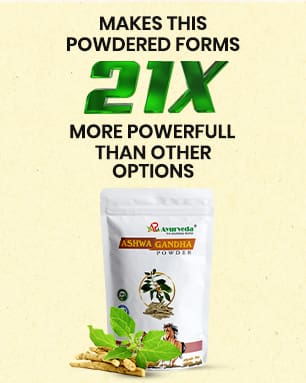 MAKES THIS
POWDERED FORMS
21X
MORE POWERFULL
THAN OTHER
OPTIONS
Ayurveda
ASHWA GANDHA
POWDER